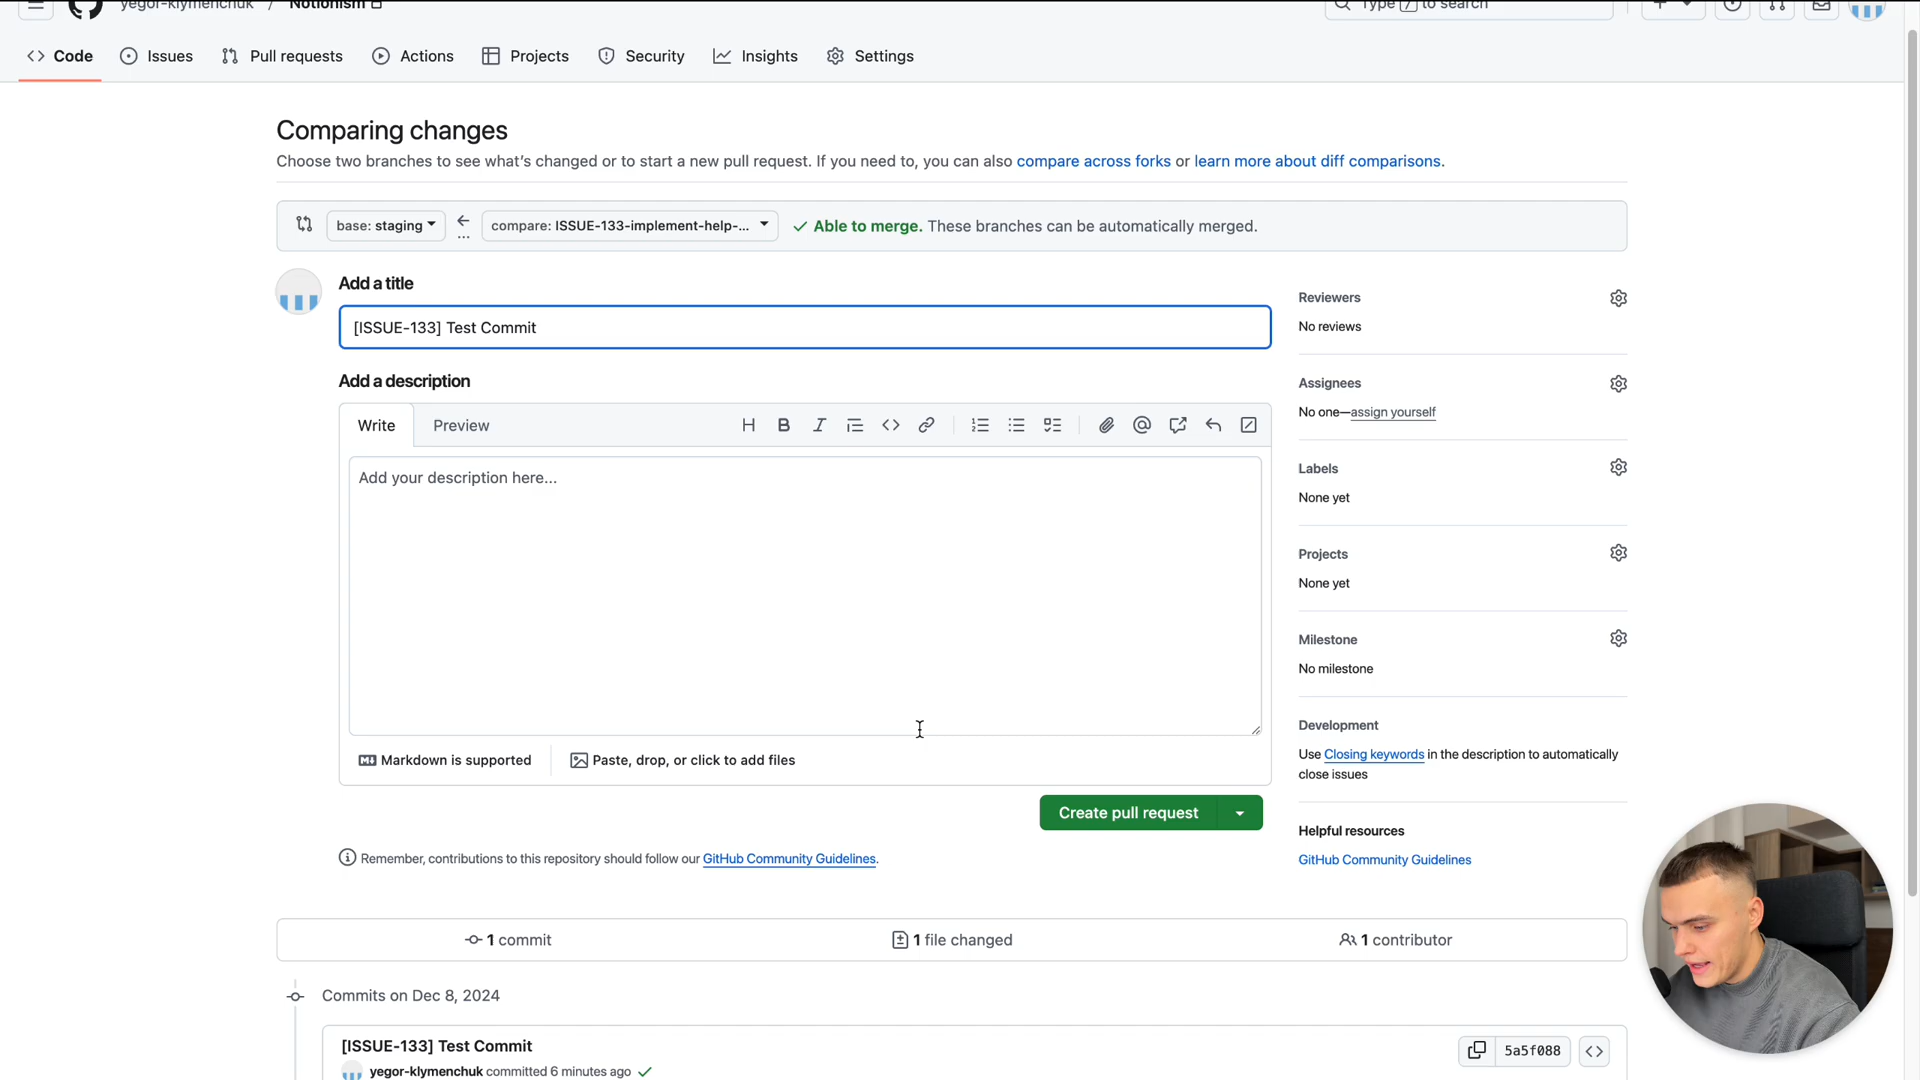 yegor-klymenchuk / Notionism
Type / to search
Code
Issues
Pull requests
Actions
Projects
Security
Insights
Settings
Comparing changes
Choose two branches to see what's changed or to start a new pull request. If you need to, you can also compare across forks or learn more about diff comparisons.
base: staging
compare: ISSUE-133-implement-help-...
Able to merge. These branches can be automatically merged.
Add a title
[ISSUE-133] Test Commit
Add a description
Write
Preview
Add your description here...
Markdown is supported
Paste, drop, or click to add files
Create pull request
Remember, contributions to this repository should follow our GitHub Community Guidelines.
Reviewers
No reviews
Assignees
No one—assign yourself
Labels
None yet
Projects
None yet
Milestone
No milestone
Development
Use Closing keywords in the description to automatically
close issues
Helpful resources
GitHub Community Guidelines
1 commit
1 file changed
1 contributor
Commits on Dec 8, 2024
[ISSUE-133] Test Commit
5a5f088
yegor-klymenchuk committed 6 minutes ago